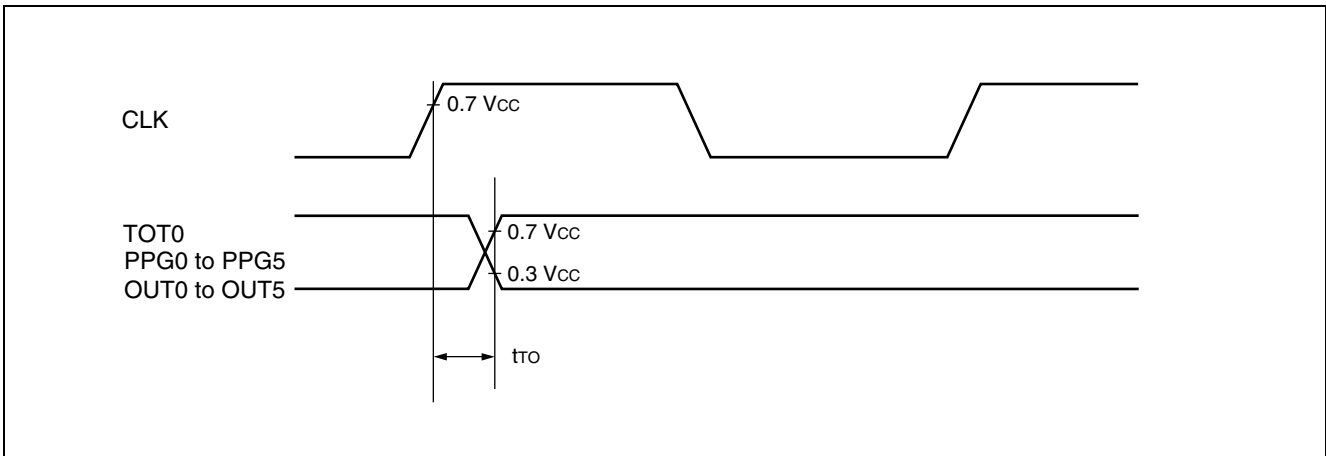 CLK
0.7 Vcc
TOT0
PPG0 to PPG5
OUT0 to OUT5
0.7 Vcc
0.3 Vcc
tTO